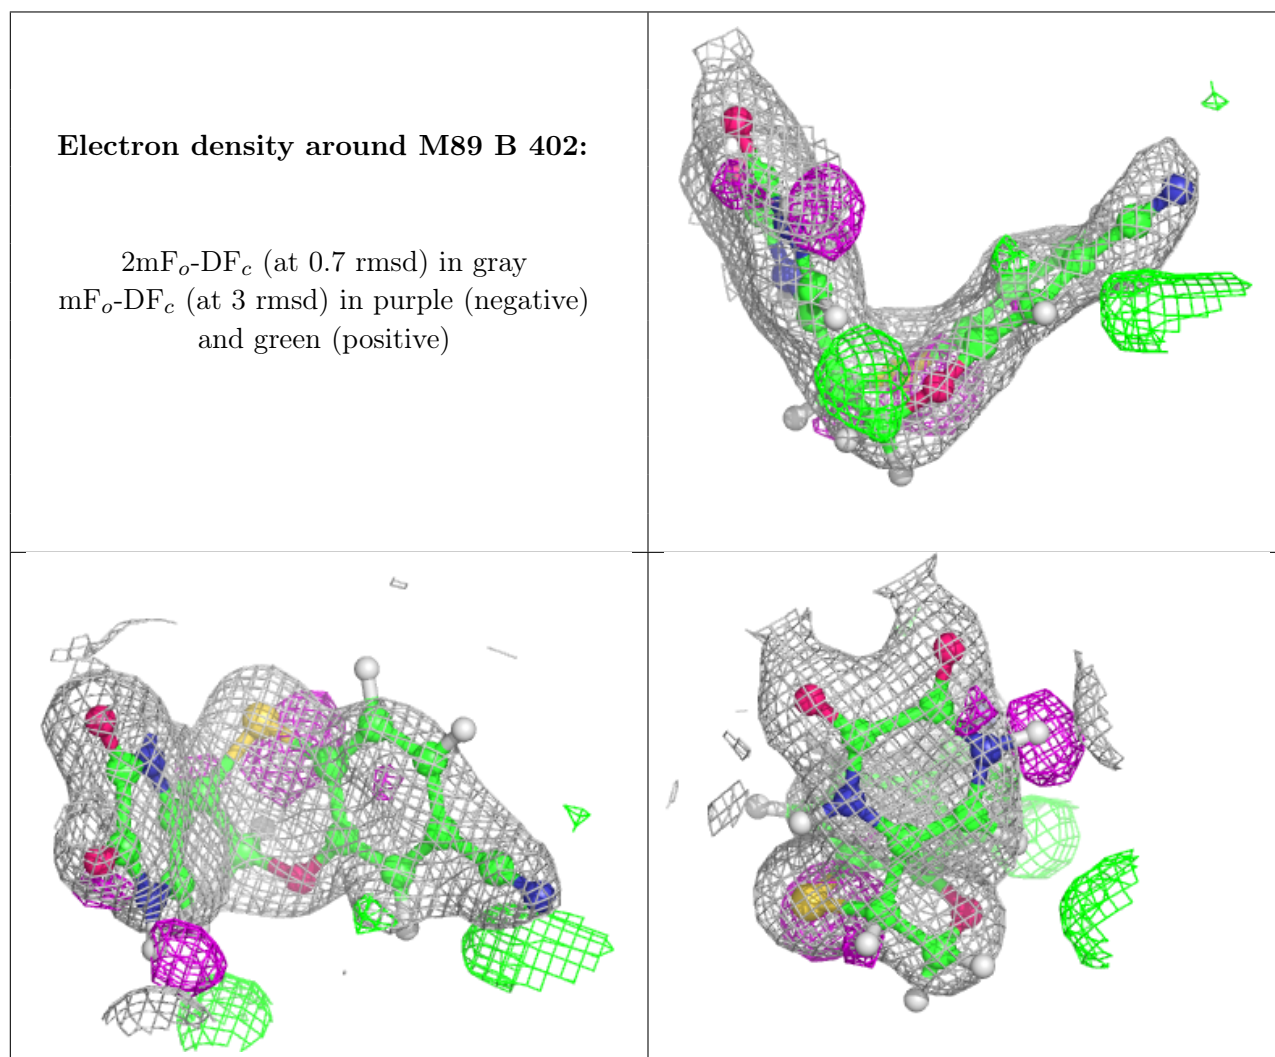 Electron density around M89 B 402:
2mFo-DFc (at 0.7 rmsd) in gray
mFo-DFc (at 3 rmsd) in purple (negative)
and green (positive)